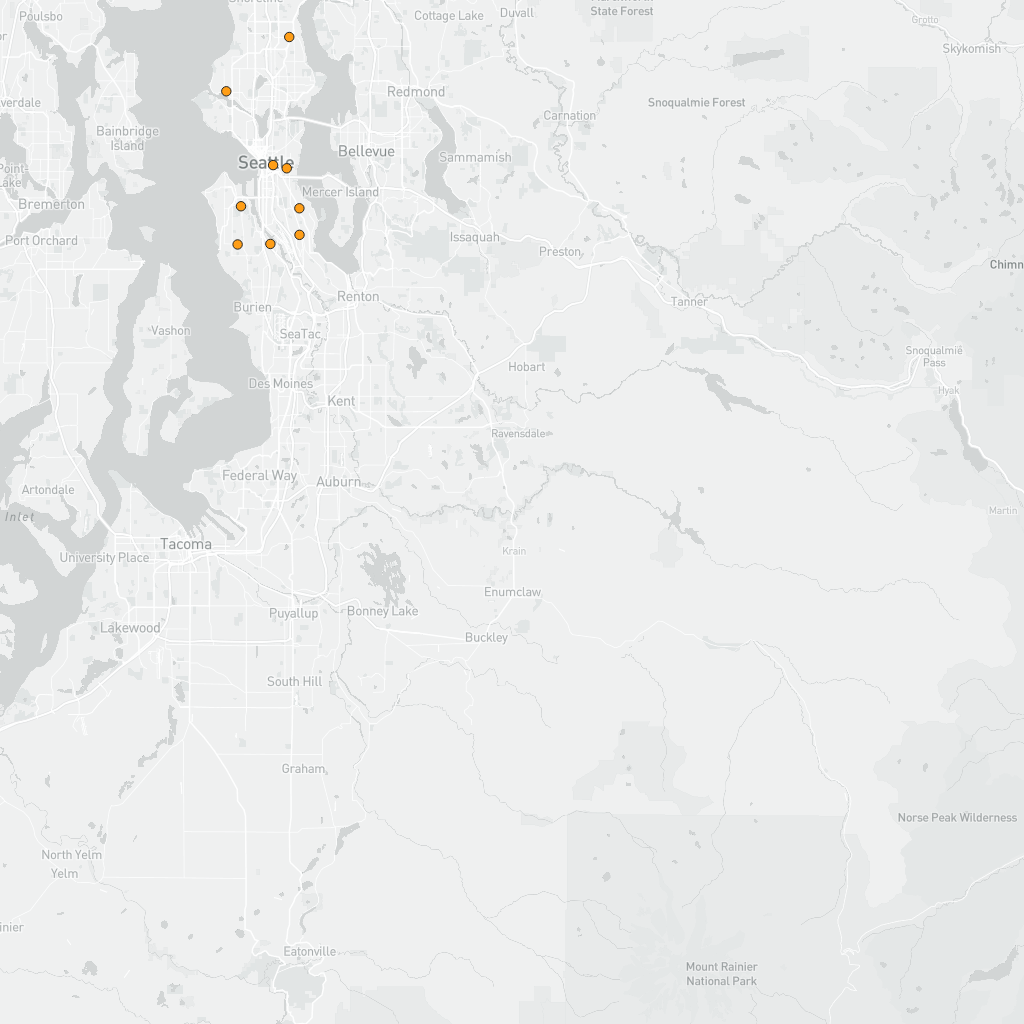 Shoreline
Poulsbo
Cottage Lake
Duvall
State Forest
Grotto
Skykomish
Redmond
Snoqualmie Forest
Carnation
Bainbridge
Island
Seattle
Bellevue
Sammamish
Point-
Lake
Mercer Island
Bremerton
Port Orchard
Issaquah
Preston
Chimn
Renton
Tanner
Burien
Vashon
SeaTac
Snoqualmie
Pass
Hobart
Des Moines
Hyak
Kent
Ravensdale
Federal Way
Auburn
Artondale
Inlet
Martin
Tacoma
University Place
Krain
Enumclaw
Bonney Lake
Puyallup
Lakewood
Buckley
South Hill
Graham
Norse Peak Wilderness
North Yelm
Yelm
inier
Eatonville
Mount Rainier
National Park